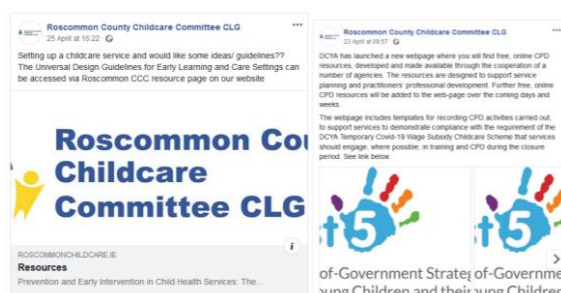 Roscommon County Childcare Committee CLG
25 April at 16:22
Setting up a childcare service and would like some ideas/ guidelines??
The Universal Design Guidelines for Early Learning and Care Settings can
be accessed via Roscommon CCC resource page on our website
Roscommon Cou
Childcare
Committee CLG
ROSCOMMONCHILDCARE.IE
Resources
Prevention and Early Intervention in Child Health Services: The...
Roscommon County Childcare Committee CLG
23 April at 09:57
DCYA has launched a new webpage where you will find free, online CPD
resources, developed and made available through the cooperation of a
number of agencies. The resources are designed to support service
planning and practitioners' professional development. Further free, online
CPD resources will be added to the web-page over the coming days and
weeks.
The webpage includes templates for recording CPD activities carried out,
to support services to demonstrate compliance with the requirement of the
DCYA Temporary Covid-19 Wage Subsidy Childcare Scheme that services
should engage, where possible, in training and CPD during the closure
period. See link below
t 5
st 5
of-Government Strateg
of-Governme
oung Children and their
oung Children